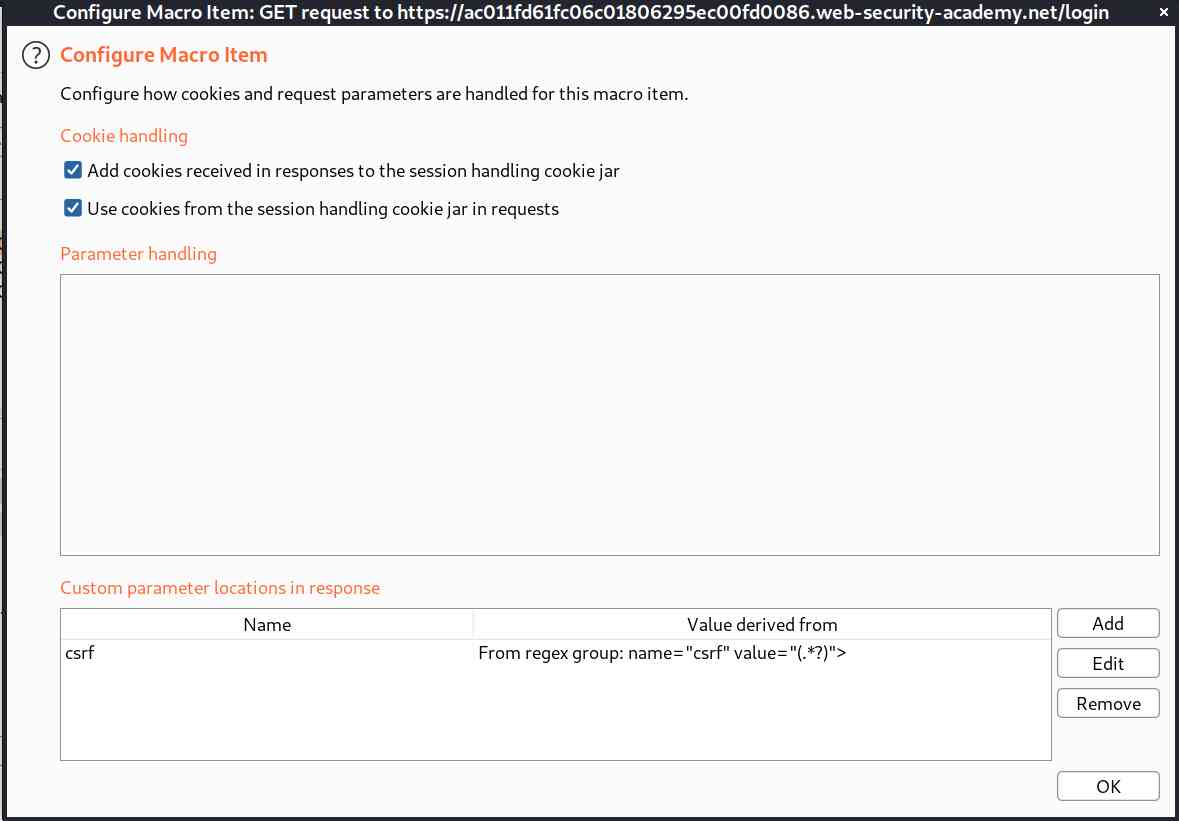 Configure Macro Item: GET request to https://ac011fd61fc06c01806295ec00fd0086.web-security-academy.net/login ×
? Configure Macro Item
Configure how cookies and request parameters are handled for this macro item.
Cookie handling
Add cookies received in responses to the session handling cookie jar
Use cookies from the session handling cookie jar in requests
Parameter handling
Custom parameter locations in response
Name Value derived from
csrf From regex group: name="csrf" value="(.*?)">
Add
Edit
Remove
OK